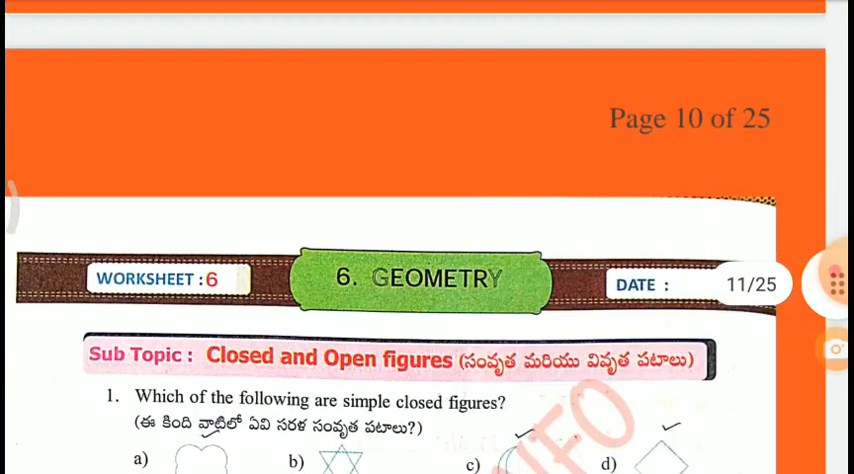 Page 10 of 25
WORKSHEET : 6
6. GEOMETRY
DATE :
11/25
Sub Topic : Closed and Open figures (సంవృత మరియు వివృత పటాలు)
1. Which of the following are simple closed figures?
(ఈ కింది వాటిలో ఏవి సరళ సంవృత పటాలు?)
a) b) c) d)
NFO